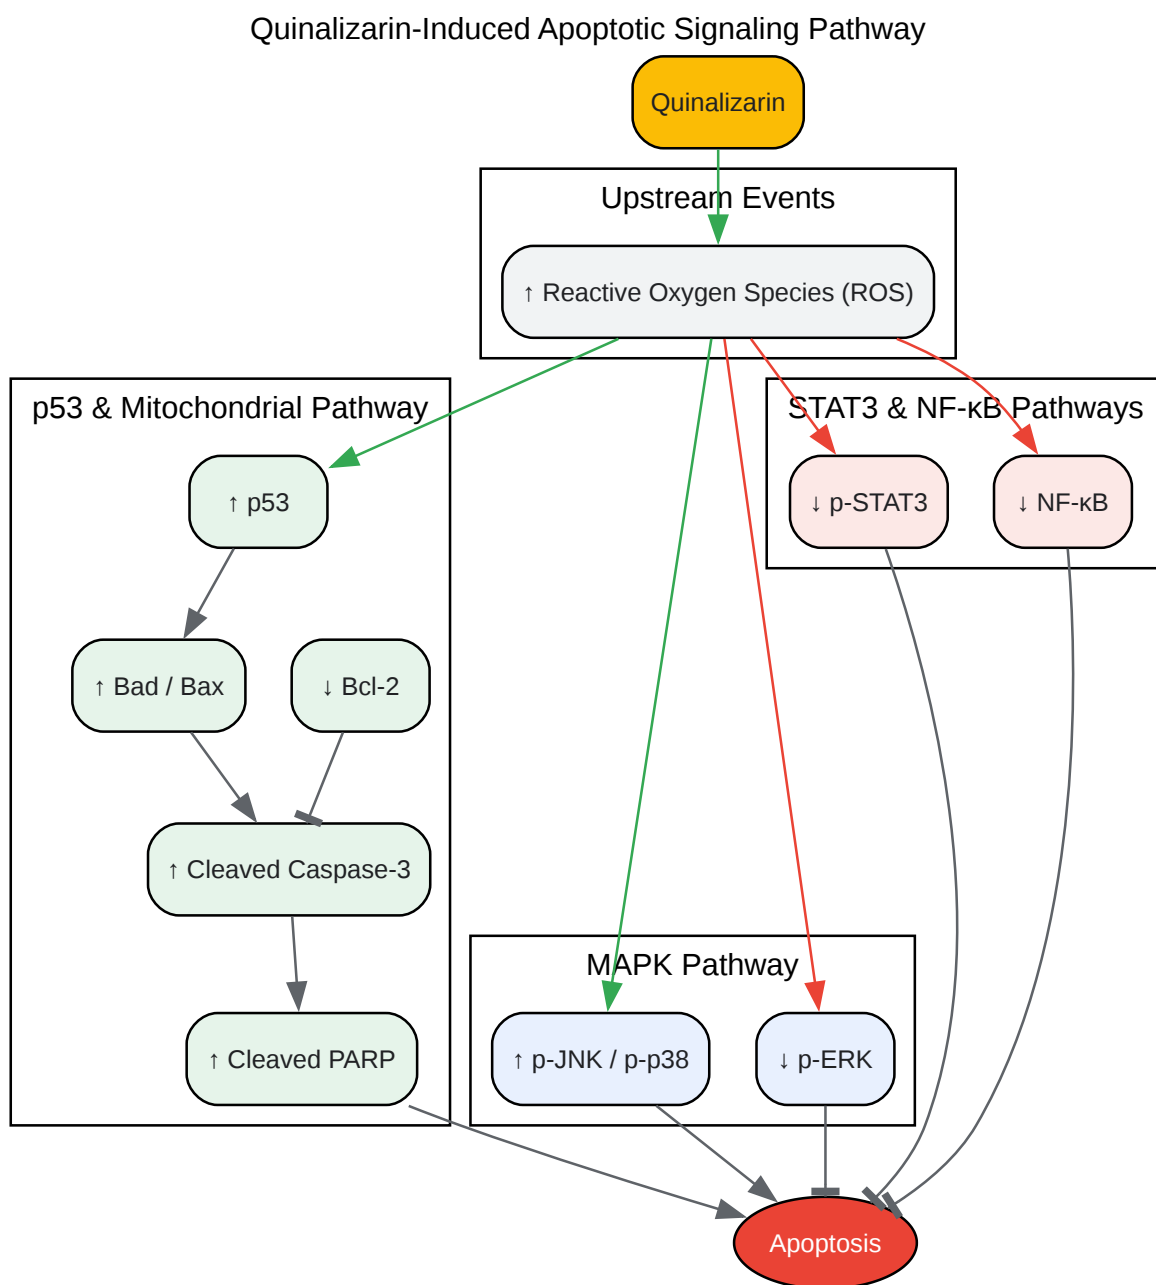 Quinalizarin-Induced Apoptotic Signaling Pathway
Quinalizarin
Upstream Events
↑ Reactive Oxygen Species (ROS)
p53 & Mitochondrial Pathway
STAT3 & NF-κB Pathways
↑ p53
↓ p-STAT3
↓ NF-κB
↑ Bad / Bax
↓ Bcl-2
↑ Cleaved Caspase-3
MAPK Pathway
↑ Cleaved PARP
↑ p-JNK / p-p38
↓ p-ERK
Apoptosis